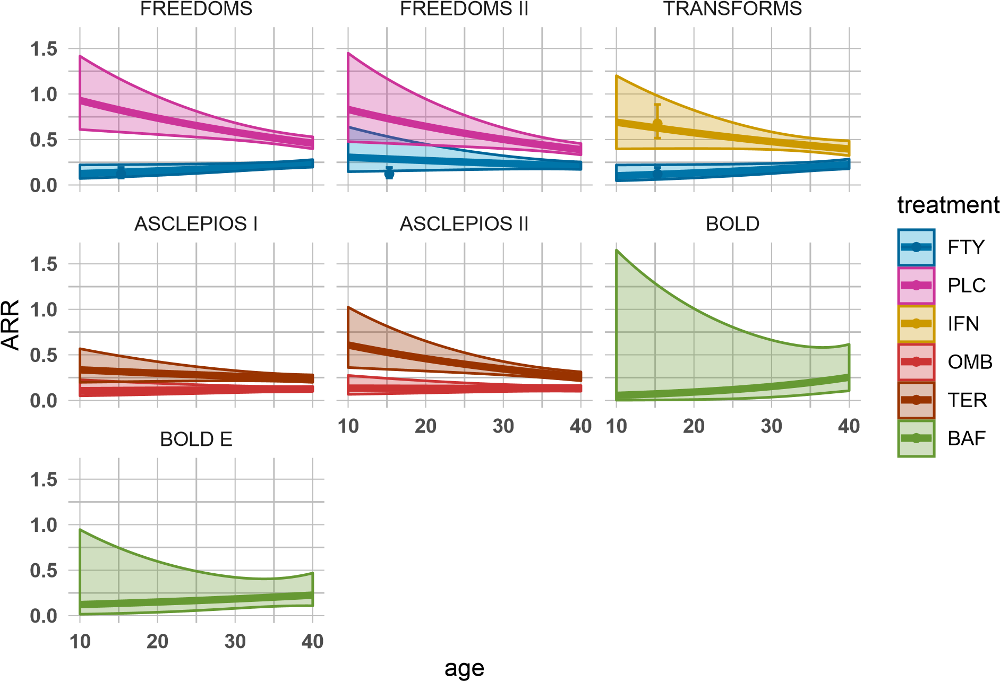 FREEDOMS FREEDOMS II TRANSFORMS
1.5
1.0
0.5
0.0
ASCLEPIOS I ASCLEPIOS II BOLD
1.5
1.0
0.5
0.0
10 20 30 40 10 20 30 40
BOLD E
1.5
1.0
0.5
0.0
10 20 30 40
ARR
age
treatment
FTY
PLC
IFN
OMB
TER
BAF